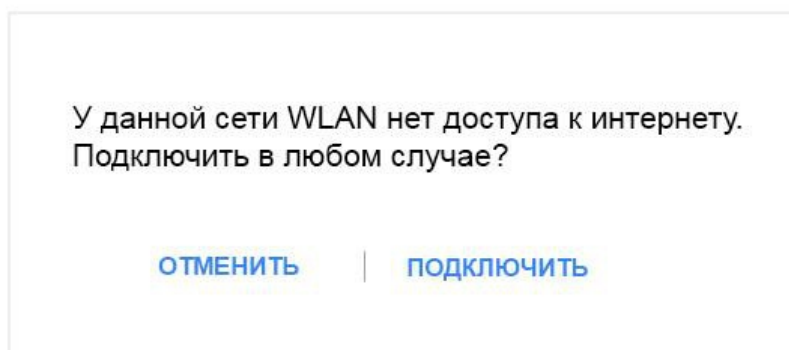 У данной сети WLAN нет доступа к интернету.
Подключить в любом случае?
ОТМЕНИТЬ ПОДКЛЮЧИТЬ